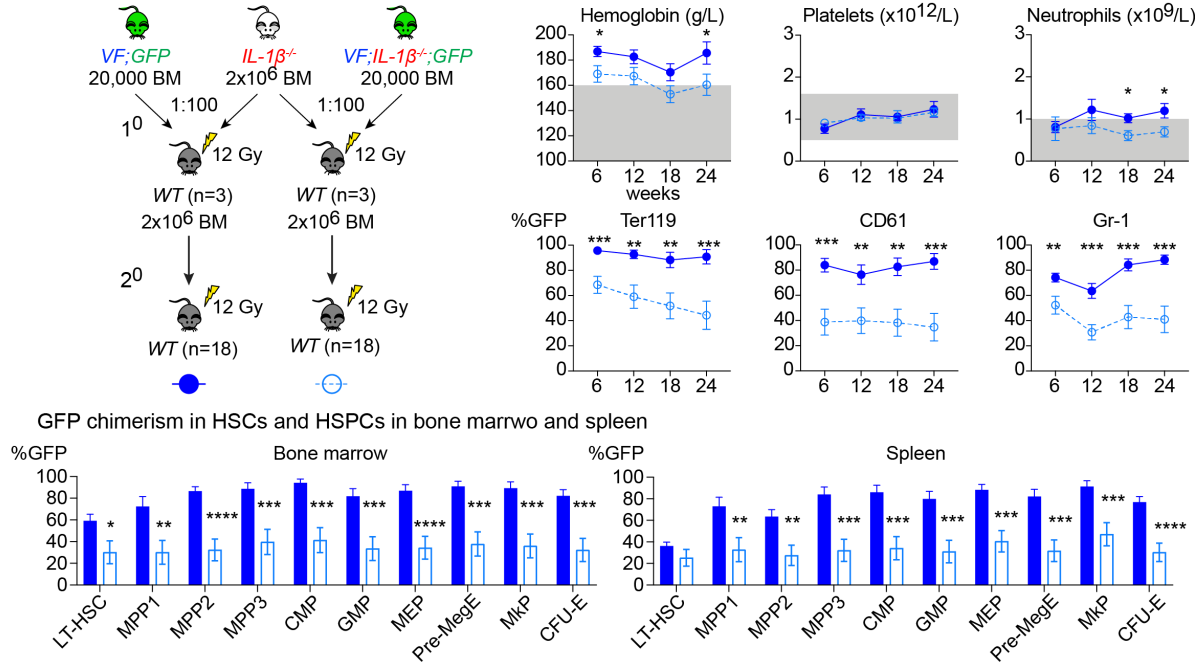 VF;GFP IL-1β-/- VF;IL-1β-/-;GFP
20,000 BM 2x10⁶ BM 20,000 BM
1:100 1:100
1⁰
12 Gy 12 Gy
WT (n=3) WT (n=3)
2x10⁶ BM 2x10⁶ BM
2⁰
12 Gy 12 Gy
WT (n=18) WT (n=18)
Hemoglobin (g/L)
200
180
160
140
120
100
* *
6 12 18 24
weeks
Platelets (x10¹²/L)
3
2
1
0
6 12 18 24
Neutrophils (x10⁹/L)
3
2
1
0
* *
6 12 18 24
%GFP
Ter119
100
80
60
40
20
0
*** ** ** ***
6 12 18 24
CD61
100
80
60
40
20
0
*** ** ** ***
6 12 18 24
Gr-1
100
80
60
40
20
0
** *** *** ***
6 12 18 24
GFP chimerism in HSCs and HSPCs in bone marrwo and spleen
%GFP
Bone marrow
100
80
60
40
20
0
* ** **** *** *** *** **** *** *** ***
LT-HSC MPP1 MPP2 MPP3 CMP GMP MEP Pre-MegE MkP CFU-E
%GFP
Spleen
100
80
60
40
20
0
** ** *** *** *** *** *** *** ****
LT-HSC MPP1 MPP2 MPP3 CMP GMP MEP Pre-MegE MkP CFU-E